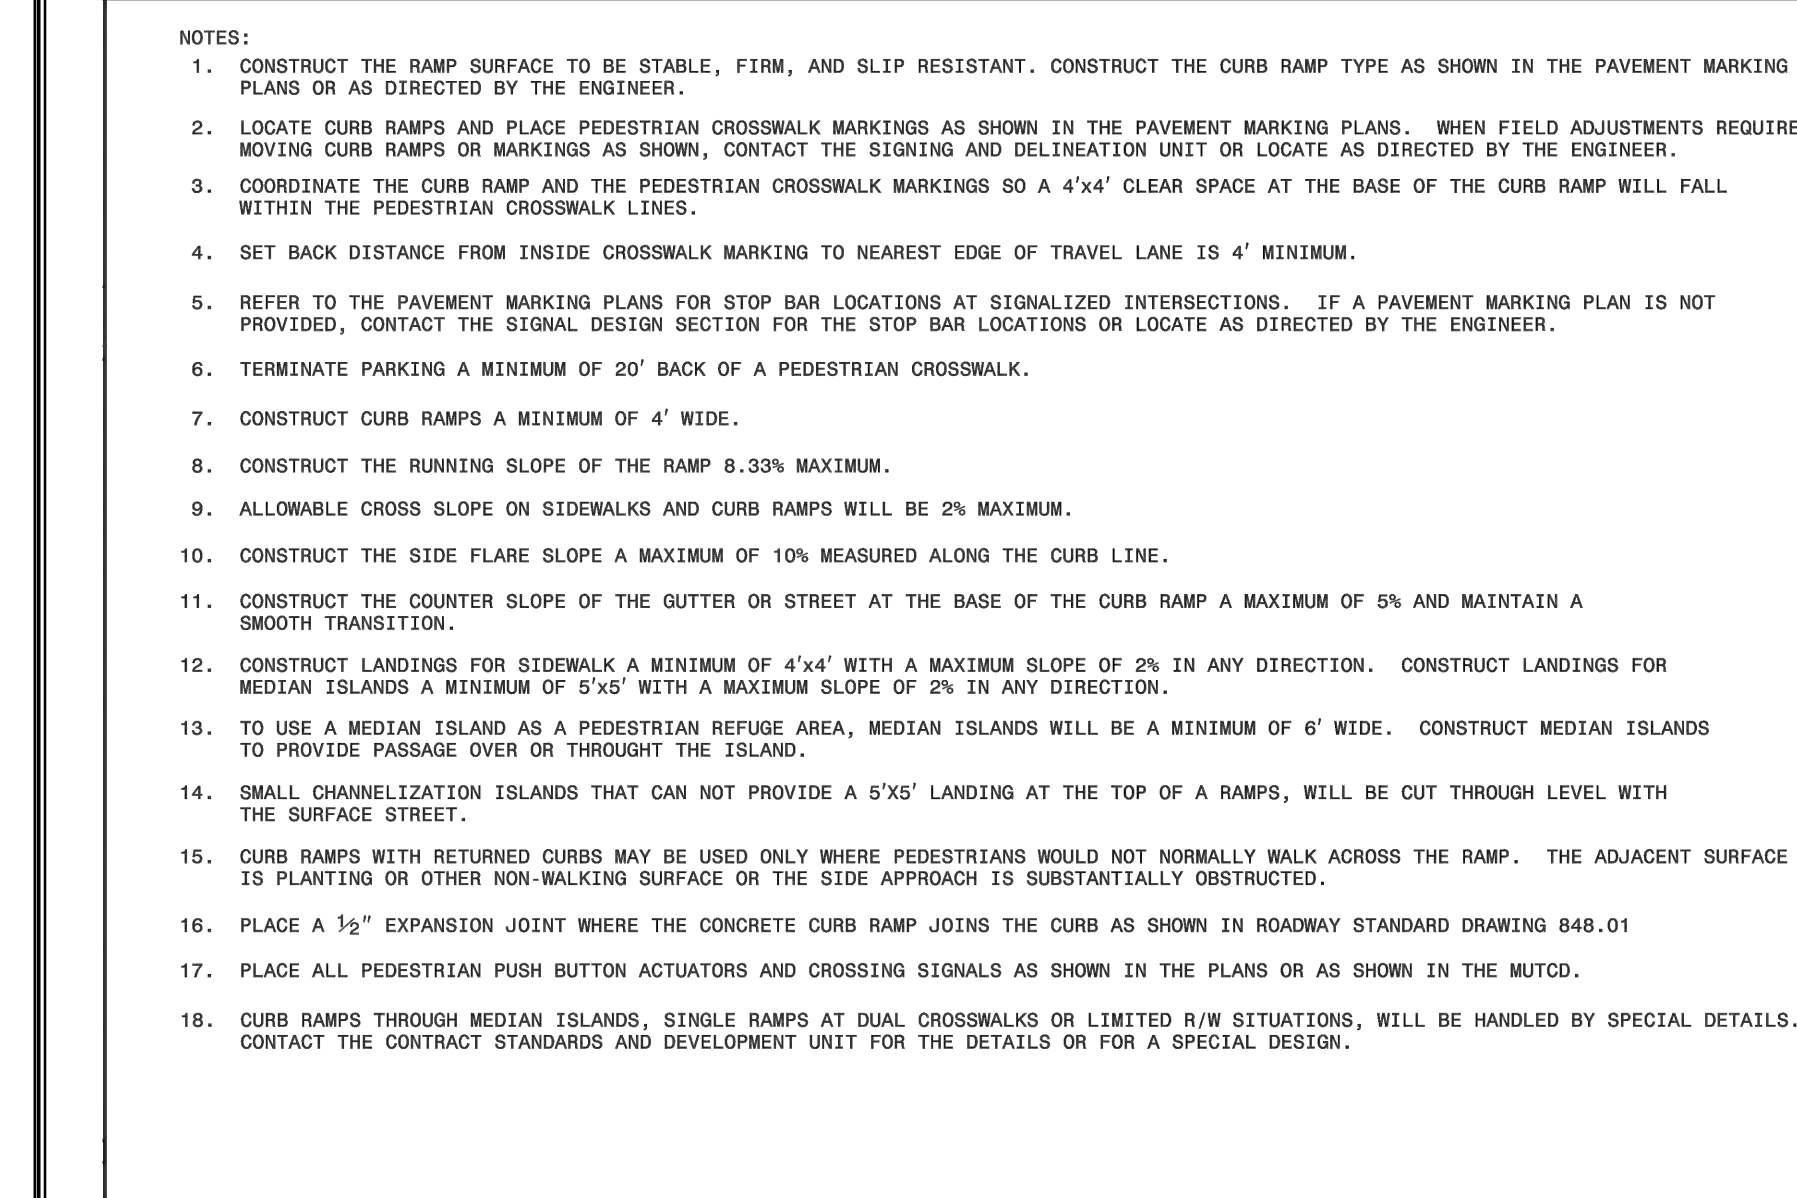 NOTES:
1. CONSTRUCT THE RAMP SURFACE TO BE STABLE, FIRM, AND SLIP RESISTANT. CONSTRUCT THE CURB RAMP TYPE AS SHOWN IN THE PAVEMENT MARKING
PLANS OR AS DIRECTED BY THE ENGINEER.
2. LOCATE CURB RAMPS AND PLACE PEDESTRIAN CROSSWALK MARKINGS AS SHOWN IN THE PAVEMENT MARKING PLANS. WHEN FIELD ADJUSTMENTS REQUIRE
MOVING CURB RAMPS OR MARKINGS AS SHOWN, CONTACT THE SIGNING AND DELINEATION UNIT OR LOCATE AS DIRECTED BY THE ENGINEER.
3. COORDINATE THE CURB RAMP AND THE PEDESTRIAN CROSSWALK MARKINGS SO A 4'x4' CLEAR SPACE AT THE BASE OF THE CURB RAMP WILL FALL
WITHIN THE PEDESTRIAN CROSSWALK LINES.
4. SET BACK DISTANCE FROM INSIDE CROSSWALK MARKING TO NEAREST EDGE OF TRAVEL LANE IS 4' MINIMUM.
5. REFER TO THE PAVEMENT MARKING PLANS FOR STOP BAR LOCATIONS AT SIGNALIZED INTERSECTIONS. IF A PAVEMENT MARKING PLAN IS NOT
PROVIDED, CONTACT THE SIGNAL DESIGN SECTION FOR THE STOP BAR LOCATIONS OR LOCATE AS DIRECTED BY THE ENGINEER.
6. TERMINATE PARKING A MINIMUM OF 20' BACK OF A PEDESTRIAN CROSSWALK.
7. CONSTRUCT CURB RAMPS A MINIMUM OF 4' WIDE.
8. CONSTRUCT THE RUNNING SLOPE OF THE RAMP 8.33% MAXIMUM.
9. ALLOWABLE CROSS SLOPE ON SIDEWALKS AND CURB RAMPS WILL BE 2% MAXIMUM.
10. CONSTRUCT THE SIDE FLARE SLOPE A MAXIMUM OF 10% MEASURED ALONG THE CURB LINE.
11. CONSTRUCT THE COUNTER SLOPE OF THE GUTTER OR STREET AT THE BASE OF THE CURB RAMP A MAXIMUM OF 5% AND MAINTAIN A
SMOOTH TRANSITION.
12. CONSTRUCT LANDINGS FOR SIDEWALK A MINIMUM OF 4'x4' WITH A MAXIMUM SLOPE OF 2% IN ANY DIRECTION. CONSTRUCT LANDINGS FOR
MEDIAN ISLANDS A MINIMUM OF 5'x5' WITH A MAXIMUM SLOPE OF 2% IN ANY DIRECTION.
13. TO USE A MEDIAN ISLAND AS A PEDESTRIAN REFUGE AREA, MEDIAN ISLANDS WILL BE A MINIMUM OF 6' WIDE. CONSTRUCT MEDIAN ISLANDS
TO PROVIDE PASSAGE OVER OR THROUGHT THE ISLAND.
14. SMALL CHANNELIZATION ISLANDS THAT CAN NOT PROVIDE A 5'X5' LANDING AT THE TOP OF A RAMPS, WILL BE CUT THROUGH LEVEL WITH
THE SURFACE STREET.
15. CURB RAMPS WITH RETURNED CURBS MAY BE USED ONLY WHERE PEDESTRIANS WOULD NOT NORMALLY WALK ACROSS THE RAMP. THE ADJACENT SURFACE
IS PLANTING OR OTHER NON-WALKING SURFACE OR THE SIDE APPROACH IS SUBSTANTIALLY OBSTRUCTED.
16. PLACE A ½" EXPANSION JOINT WHERE THE CONCRETE CURB RAMP JOINS THE CURB AS SHOWN IN ROADWAY STANDARD DRAWING 848.01
17. PLACE ALL PEDESTRIAN PUSH BUTTON ACTUATORS AND CROSSING SIGNALS AS SHOWN IN THE PLANS OR AS SHOWN IN THE MUTCD.
18. CURB RAMPS THROUGH MEDIAN ISLANDS, SINGLE RAMPS AT DUAL CROSSWALKS OR LIMITED R/W SITUATIONS, WILL BE HANDLED BY SPECIAL DETAILS.
CONTACT THE CONTRACT STANDARDS AND DEVELOPMENT UNIT FOR THE DETAILS OR FOR A SPECIAL DESIGN.